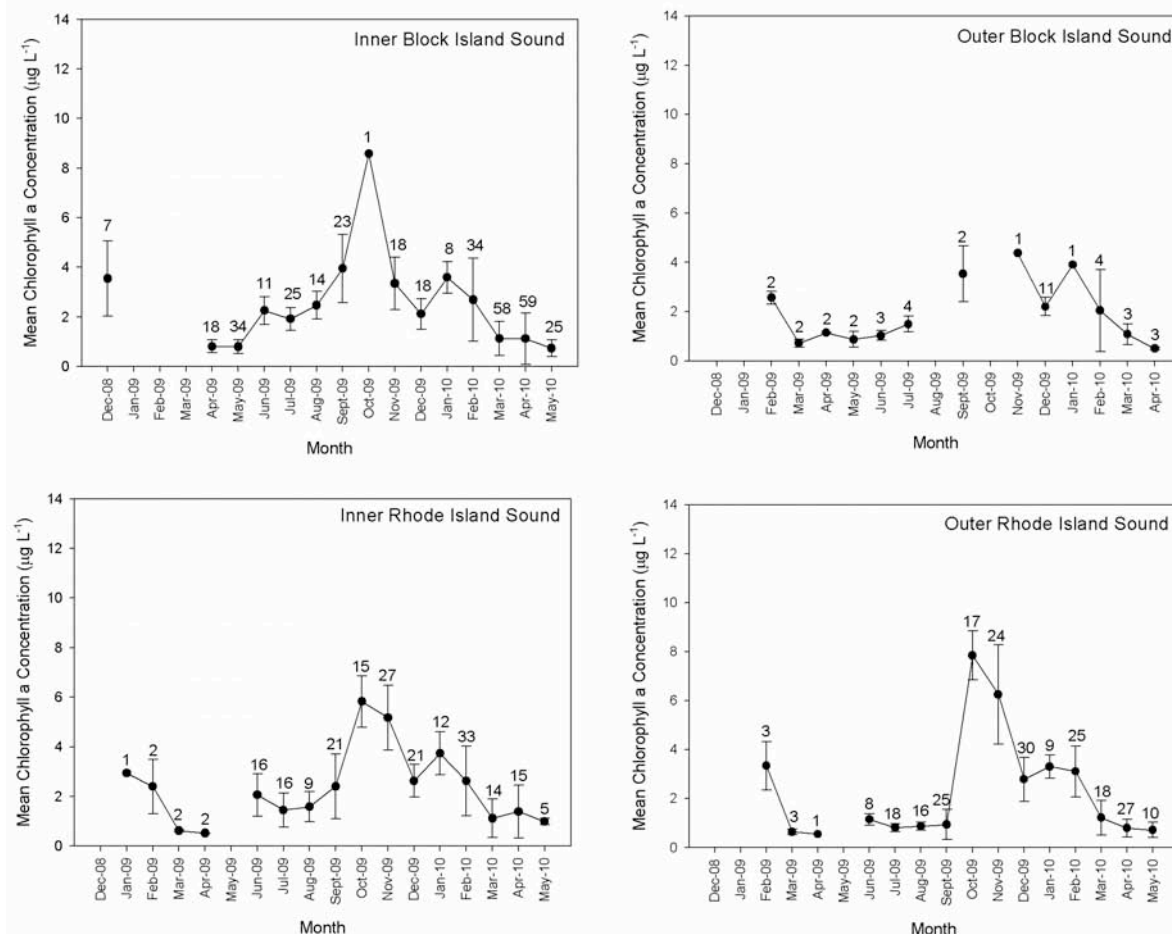 Inner Block Island Sound
Mean Chlorophyll a Concentration (µg L⁻¹)
14
12
10
8
6
4
2
0
7
18
34
11
25
14
23
1
18
18
8
34
58
59
25
Dec-08
Jan-09
Feb-09
Mar-09
Apr-09
May-09
Jun-09
Jul-09
Aug-09
Sept-09
Oct-09
Nov-09
Dec-09
Jan-10
Feb-10
Mar-10
Apr-10
May-10
Month
Outer Block Island Sound
Mean Chlorophyll a Concentration (µg L⁻¹)
14
12
10
8
6
4
2
0
2
2
2
2
3
4
2
1
11
1
4
3
3
Dec-08
Jan-09
Feb-09
Mar-09
Apr-09
May-09
Jun-09
Jul-09
Aug-09
Sept-09
Oct-09
Nov-09
Dec-09
Jan-10
Feb-10
Mar-10
Apr-10
Month
Inner Rhode Island Sound
Mean Chlorophyll a Concentration (µg L⁻¹)
14
12
10
8
6
4
2
0
1
2
2
2
16
16
9
21
15
27
21
12
33
14
15
5
Dec-08
Jan-09
Feb-09
Mar-09
Apr-09
May-09
Jun-09
Jul-09
Aug-09
Sept-09
Oct-09
Nov-09
Dec-09
Jan-10
Feb-10
Mar-10
Apr-10
May-10
Month
Outer Rhode Island Sound
Mean Chlorophyll a Concentration (µg L⁻¹)
14
12
10
8
6
4
2
0
3
3
1
8
18
16
25
17
24
30
9
25
18
27
10
Dec-08
Jan-09
Feb-09
Mar-09
Apr-09
May-09
Jun-09
Jul-09
Aug-09
Sept-09
Oct-09
Nov-09
Dec-09
Jan-10
Feb-10
Mar-10
Apr-10
May-10
Month